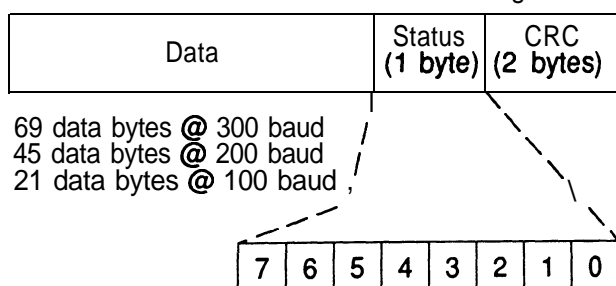 Data
Status
(1 byte)
CRC
(2 bytes)
69 data bytes @ 300 baud
45 data bytes @ 200 baud
21 data bytes @ 100 baud ,
7 6 5 4 3 2 1 0